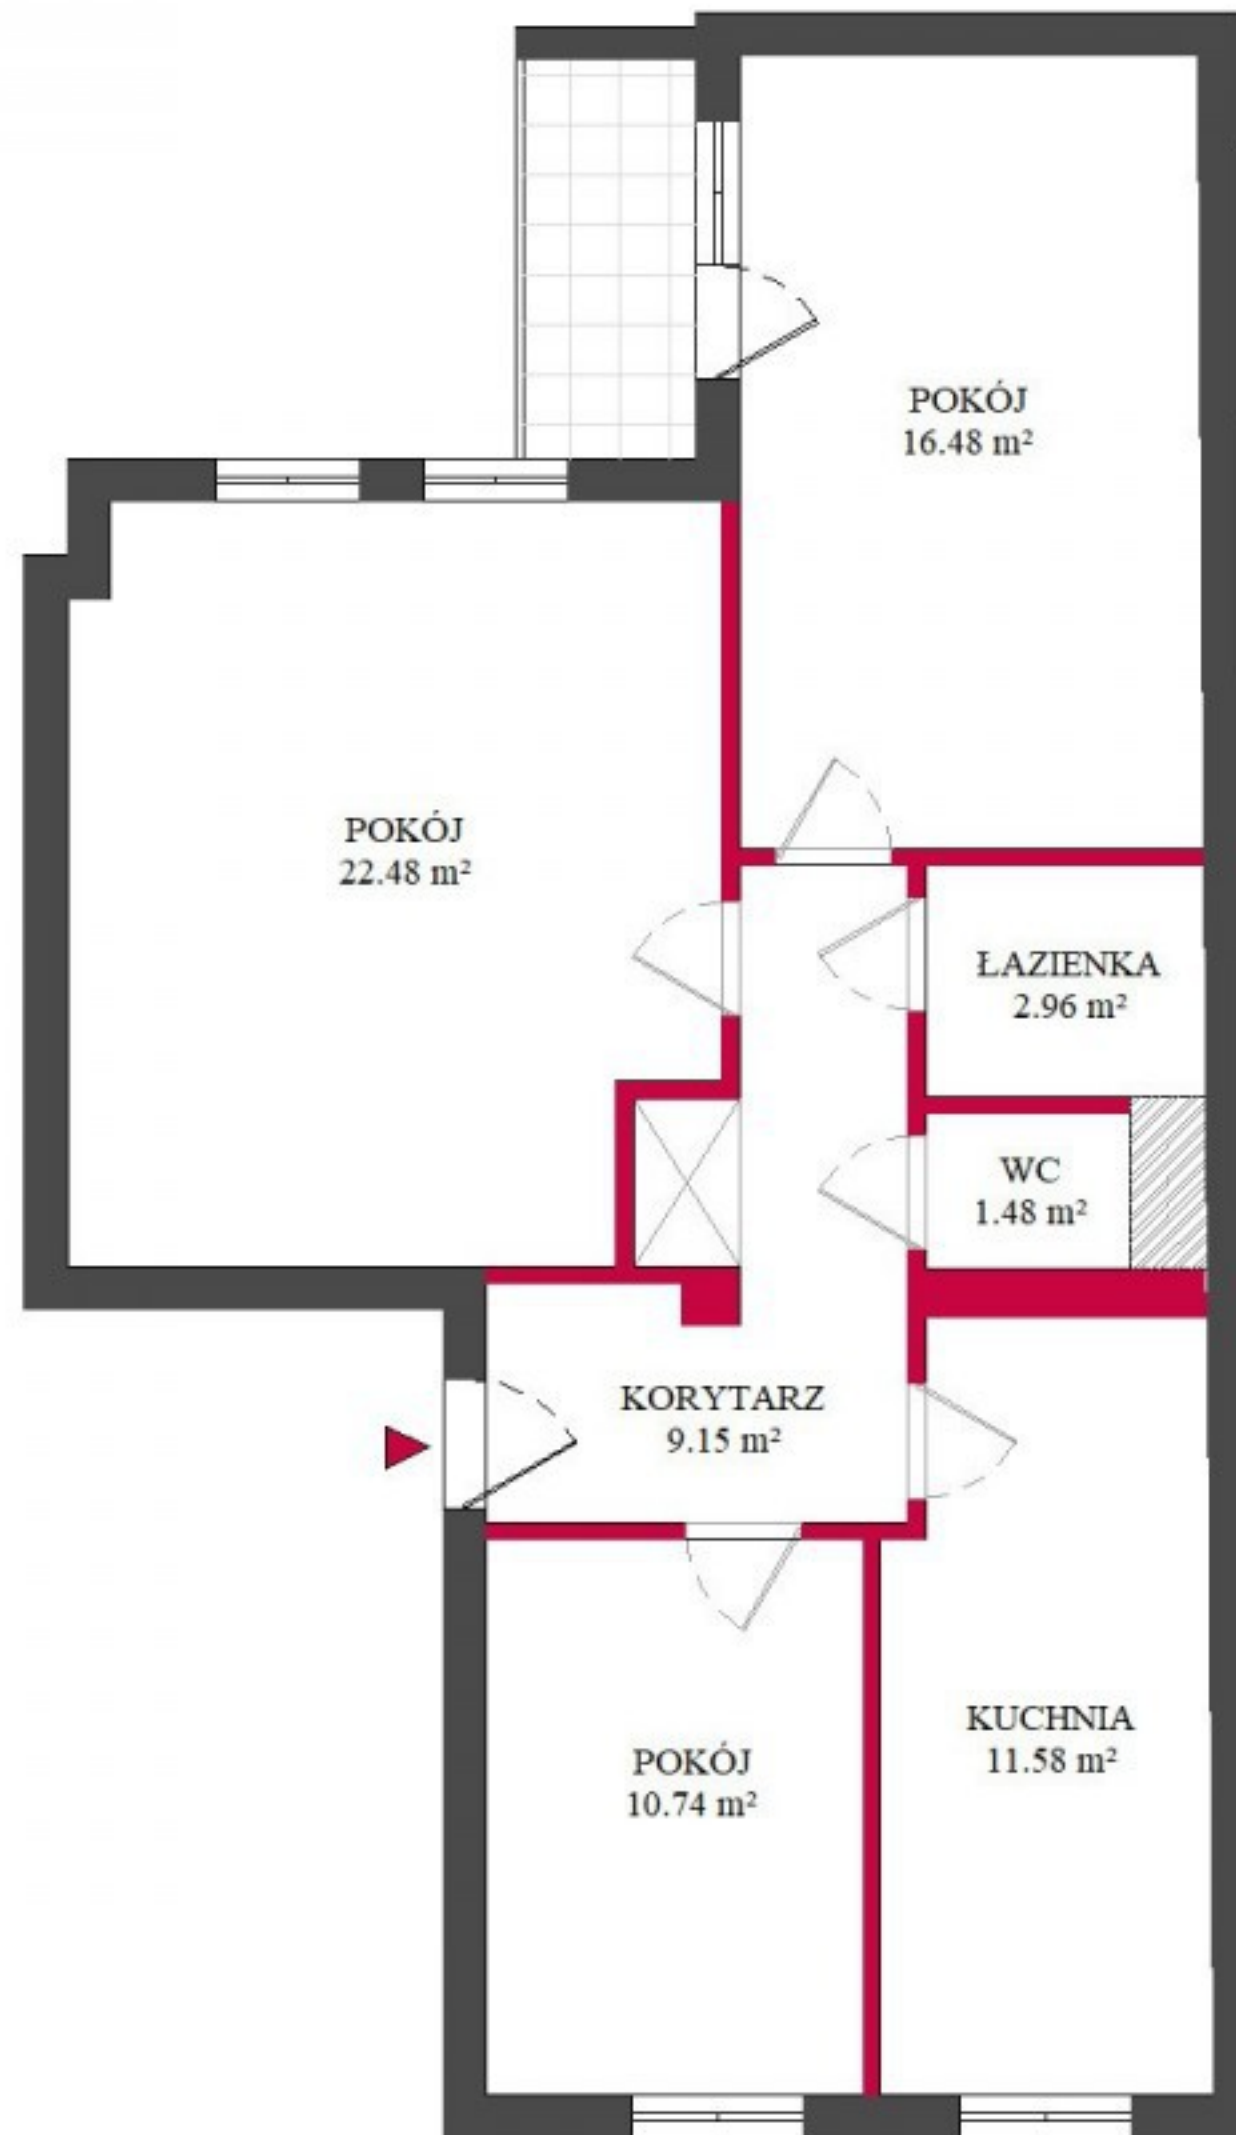 POKÓJ
16.48 m²
POKÓJ
22.48 m²
ŁAZIENKA
2.96 m²
WC
1.48 m²
KORYTARZ
9.15 m²
KUCHNIA
11.58 m²
POKÓJ
10.74 m²